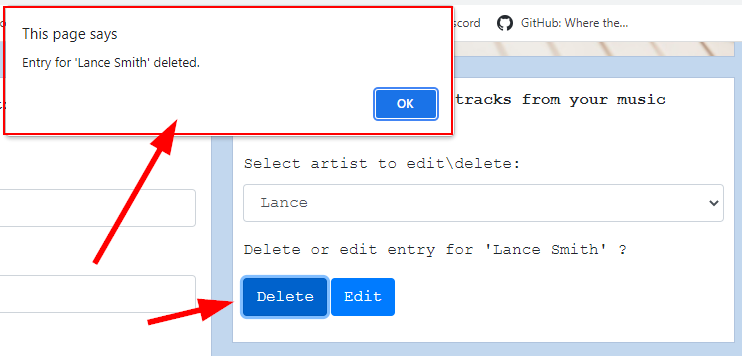 scord
GitHub: Where the...
This page says
Entry for 'Lance Smith' deleted.
OK
tracks from your music
Select artist to edit\delete:
Lance
Delete or edit entry for 'Lance Smith' ?
Delete
Edit